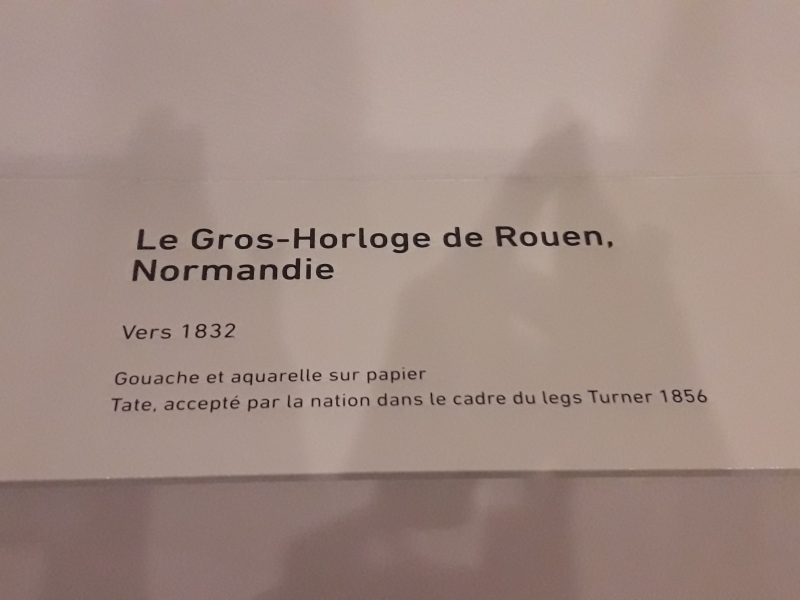 Le Gros-Horloge de Rouen,
Normandie
Vers 1832
Gouache et aquarelle sur papier
Tate, accepté par la nation dans le cadre du legs Turner 1856